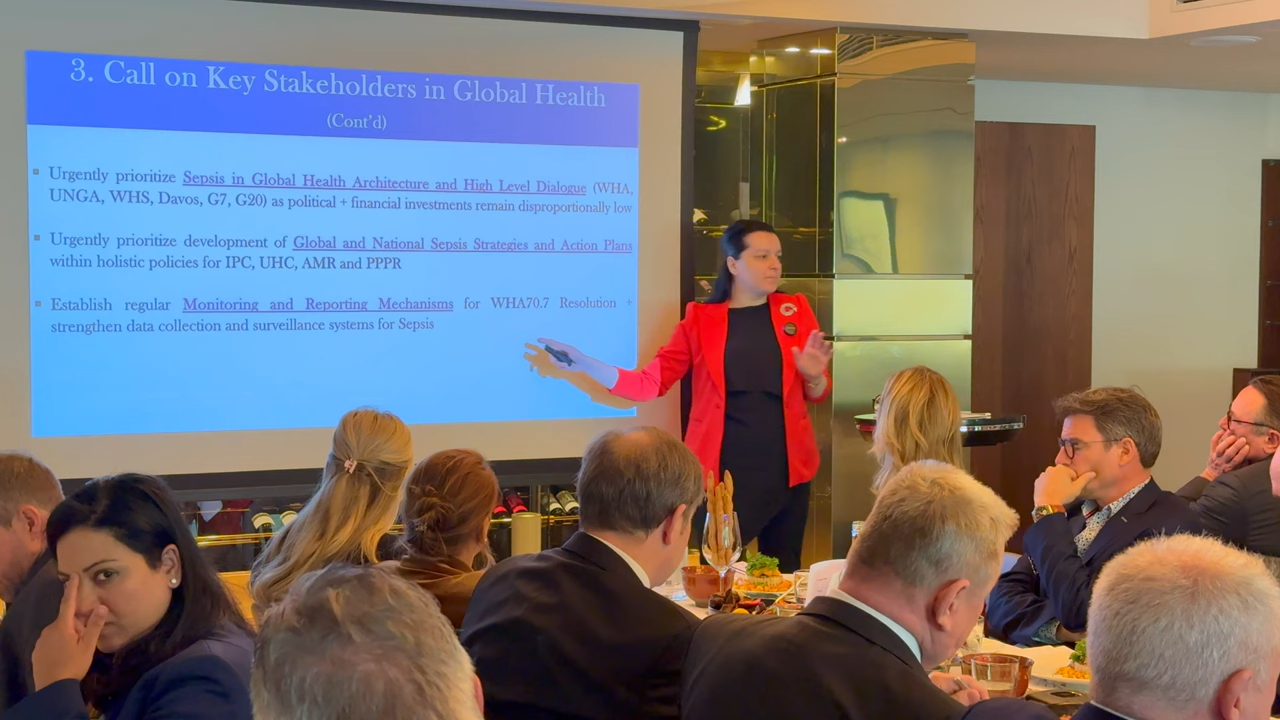 3. Call on Key Stakeholders in Global Health
(Cont'd)
▪ Urgently prioritize Sepsis in Global Health Architecture and High Level Dialogue (WHA,
UNGA, WHS, Davos, G7, G20) as political + financial investments remain disproportionally low
▪ Urgently prioritize development of Global and National Sepsis Strategies and Action Plans
within holistic policies for IPC, UHC, AMR and PPPR
▪ Establish regular Monitoring and Reporting Mechanisms for WHA70.7 Resolution +
strengthen data collection and surveillance systems for Sepsis